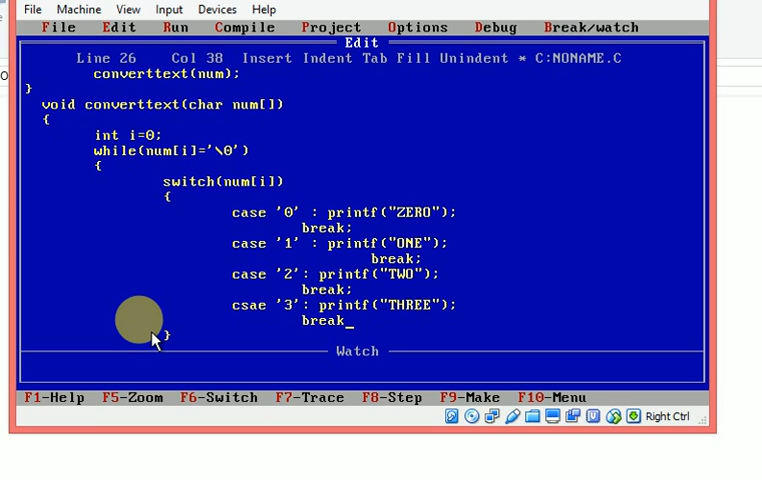 File Machine View Input Devices Help
File Edit Run Compile Project Options Debug Break/watch
Edit
Line 26 Col 38 Insert Indent Tab Fill Unindent * C:NONAME.C
converttext(num);
}
void converttext(char num[])
{
int i=0;
while(num[i]='\0')
{
switch(num[i])
{
case '0' : printf("ZERO");
break;
case '1' : printf("ONE");
break;
case '2': printf("TWO");
break;
csae '3': printf("THREE");
break_
}
Watch
F1-Help F5-Zoom F6-Switch F7-Trace F8-Step F9-Make F10-Menu
Right Ctrl